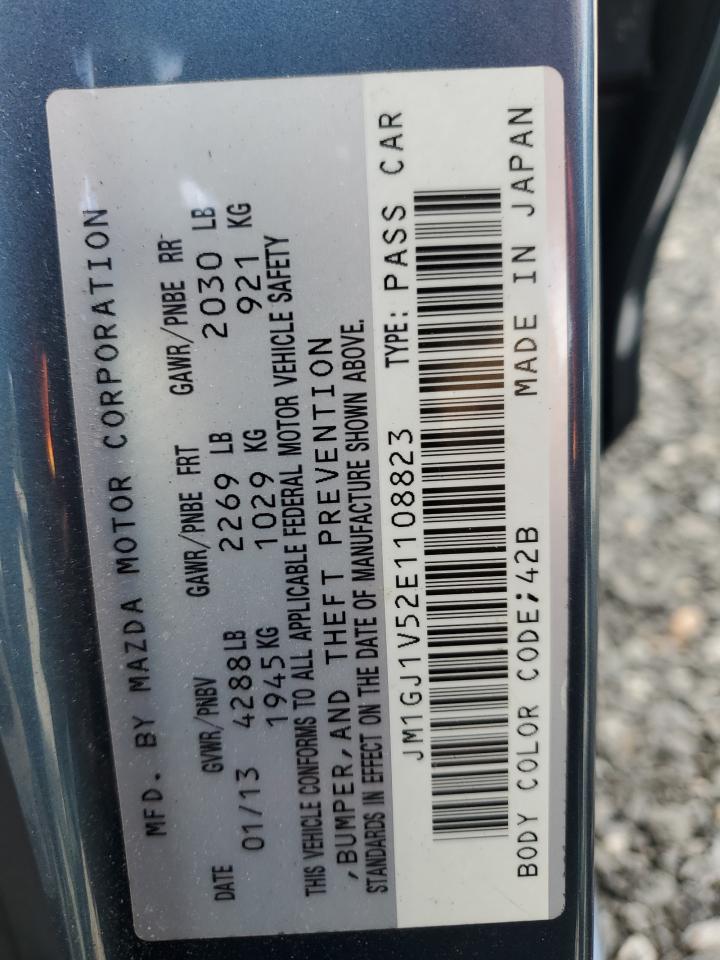 MFD. BY MAZDA MOTOR CORPORATION
DATE GVWR/PNBV GAWR/PNBE FRT GAWR/PNBE RR
01/13 4288LB 2269 LB 2030 LB
1945KG 1029 KG 921 KG
THIS VEHICLE CONFORMS TO ALL APPLICABLE FEDERAL MOTOR VEHICLE SAFETY
,BUMPER,AND THEFT PREVENTION
STANDARDS IN EFFECT ON THE DATE OF MANUFACTURE SHOWN ABOVE.
JM1GJ1V52E1108823 TYPE: PASS CAR
BODY COLOR CODE;42B MADE IN JAPAN